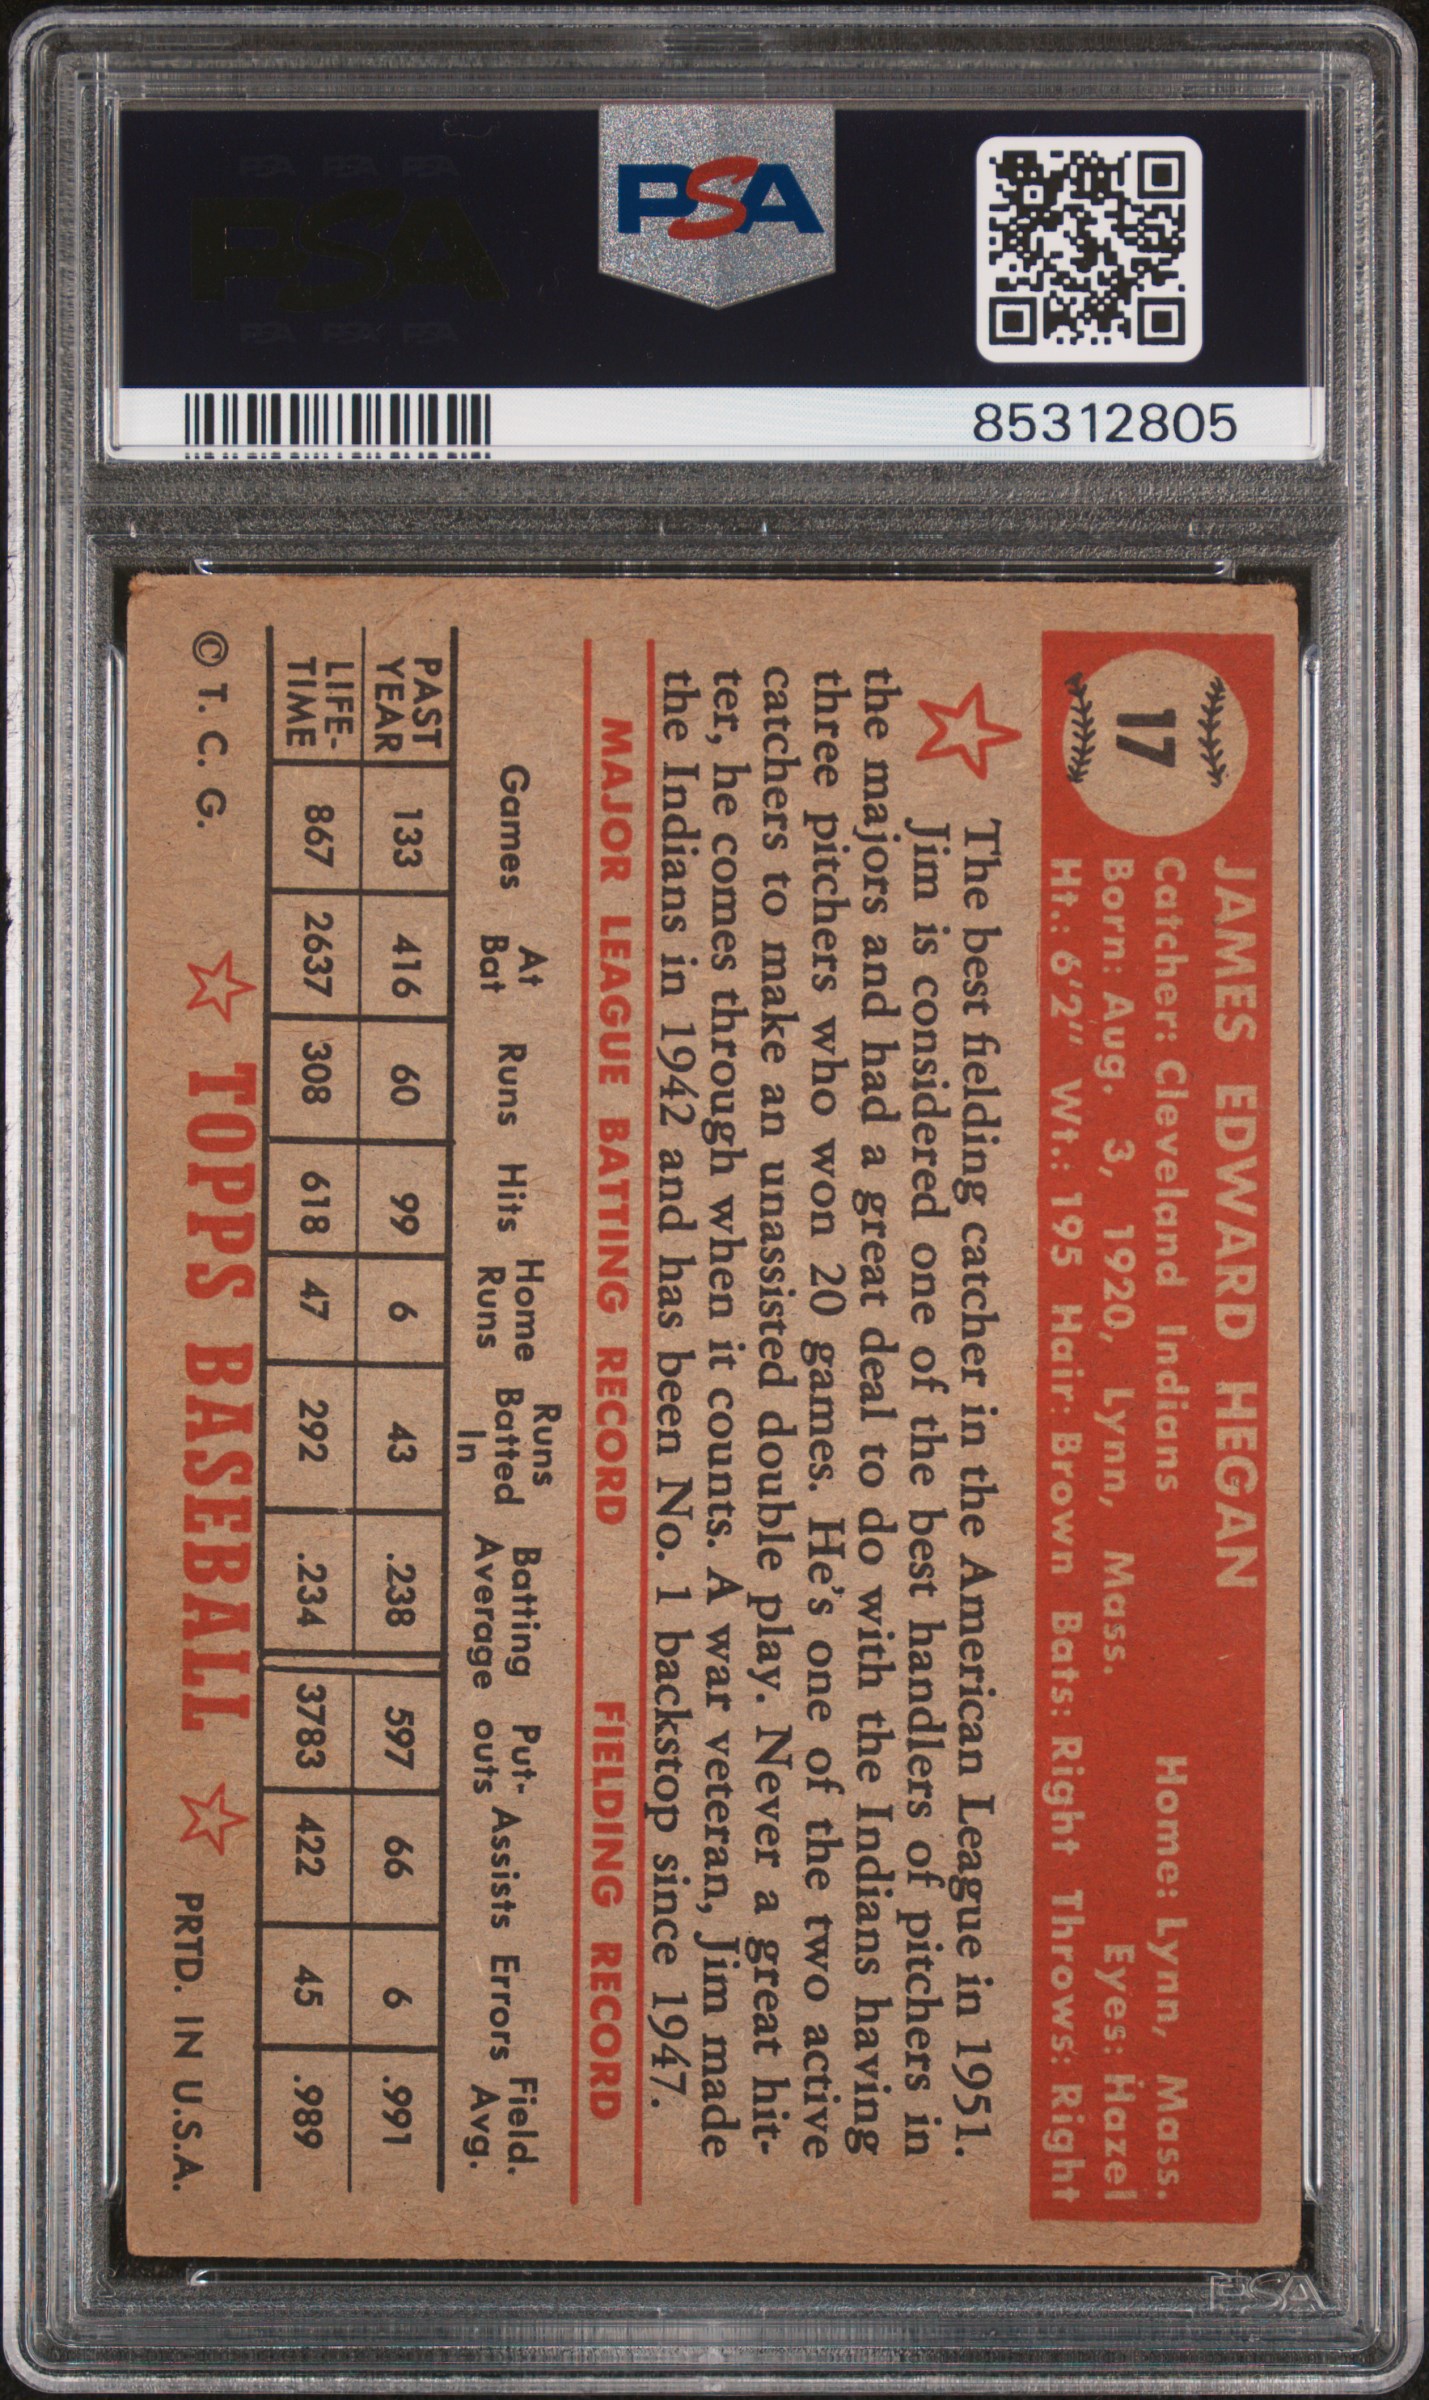 PSA PSA PSA
PSA
PSA PSA PSA
PSA
85312805
17
JAMES EDWARD HEGAN
Catcher: Cleveland Indians Home: Lynn, Mass.
Born: Aug. 3, 1920, Lynn, Mass. Eyes: Hazel
Ht.: 6'2" Wt.: 195 Hair: Brown Bats: Right Throws: Right
The best fielding catcher in the American League in 1951.
Jim is considered one of the best handlers of pitchers in
the majors and had a great deal to do with the Indians having
three pitchers who won 20 games. He's one of the two active
catchers to make an unassisted double play. Never a great hit-
ter, he comes through when it counts. A war veteran, Jim made
the Indians in 1942 and has been No. 1 backstop since 1947.
MAJOR LEAGUE BATTING RECORD FIELDING RECORD
Games At Bat Runs Hits Home Runs Runs Batted In Batting Average Put-outs Assists Errors Field. Avg.
PAST YEAR 133 416 60 99 6 43 .238 597 66 6 .991
LIFE-TIME 867 2637 308 618 47 292 .234 3783 422 45 .989
© T. C. G. TOPPS BASEBALL PRTD. IN U.S.A.
PSA